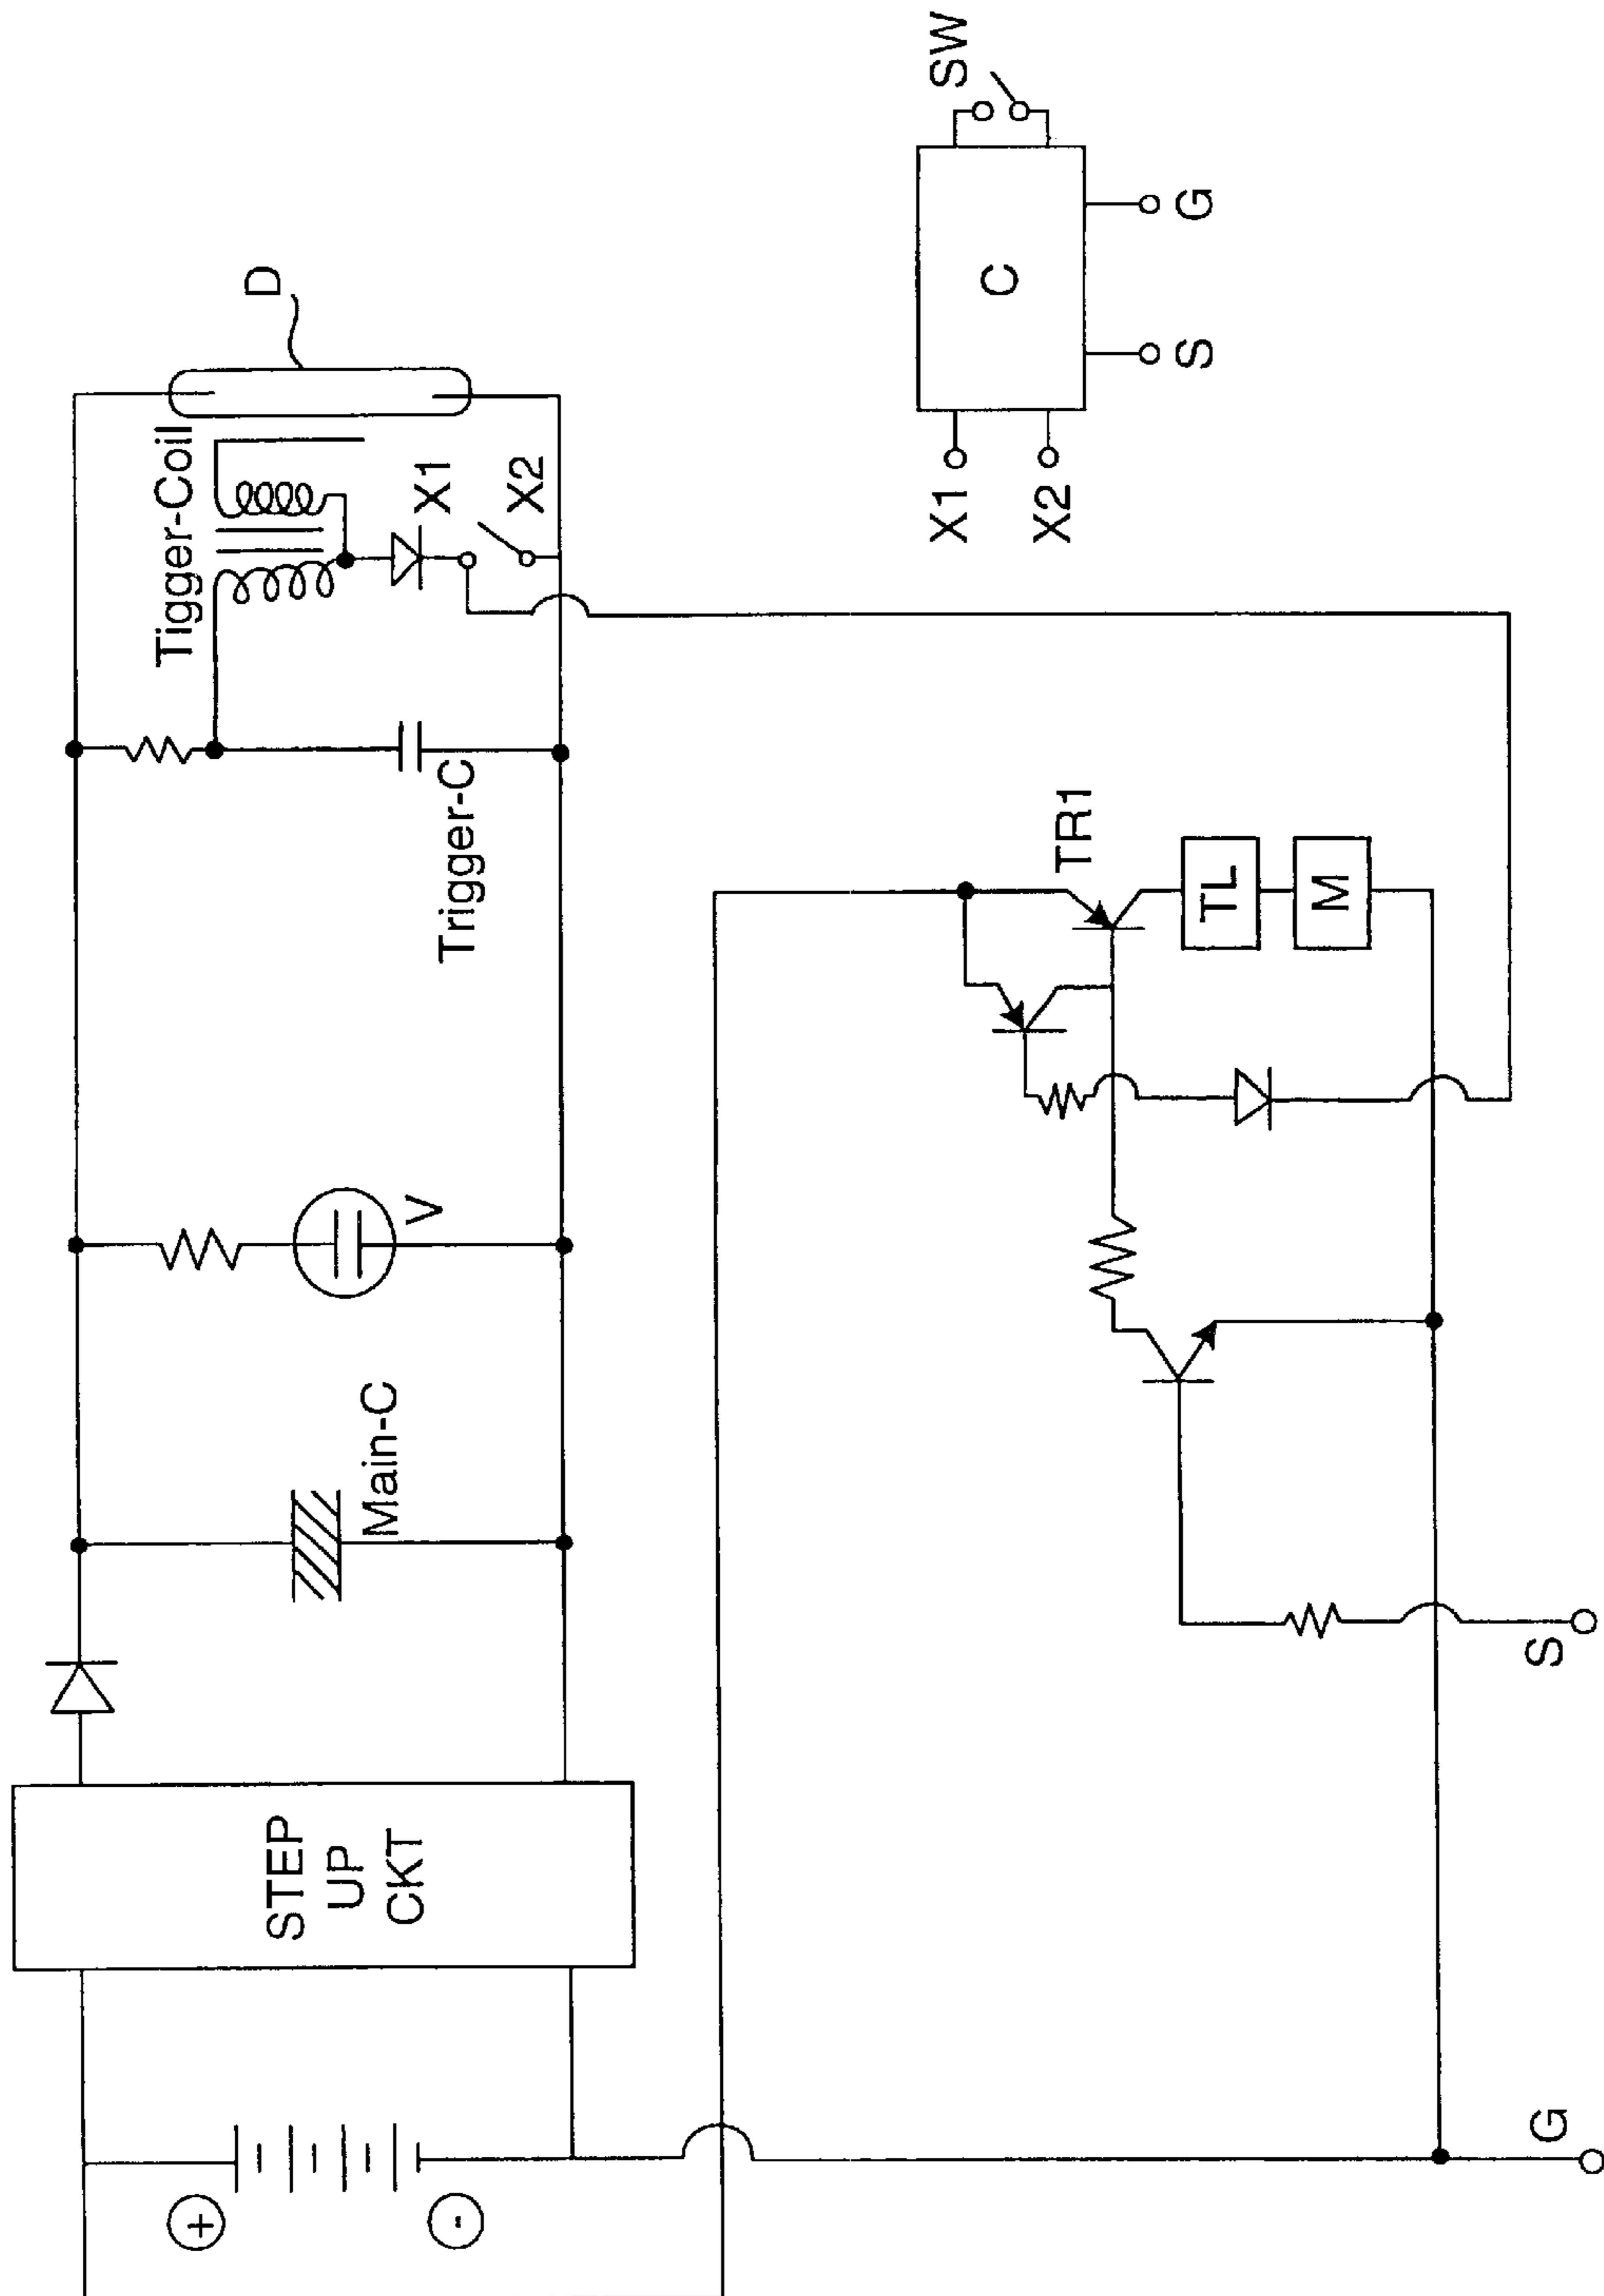 STEP
UP
CKT
Main-C
V
Trigger-C
Tigger-Coil
X1
X2
D
+
-
TR1
TL
M
S
G
SW
X1
X2
C
S
G